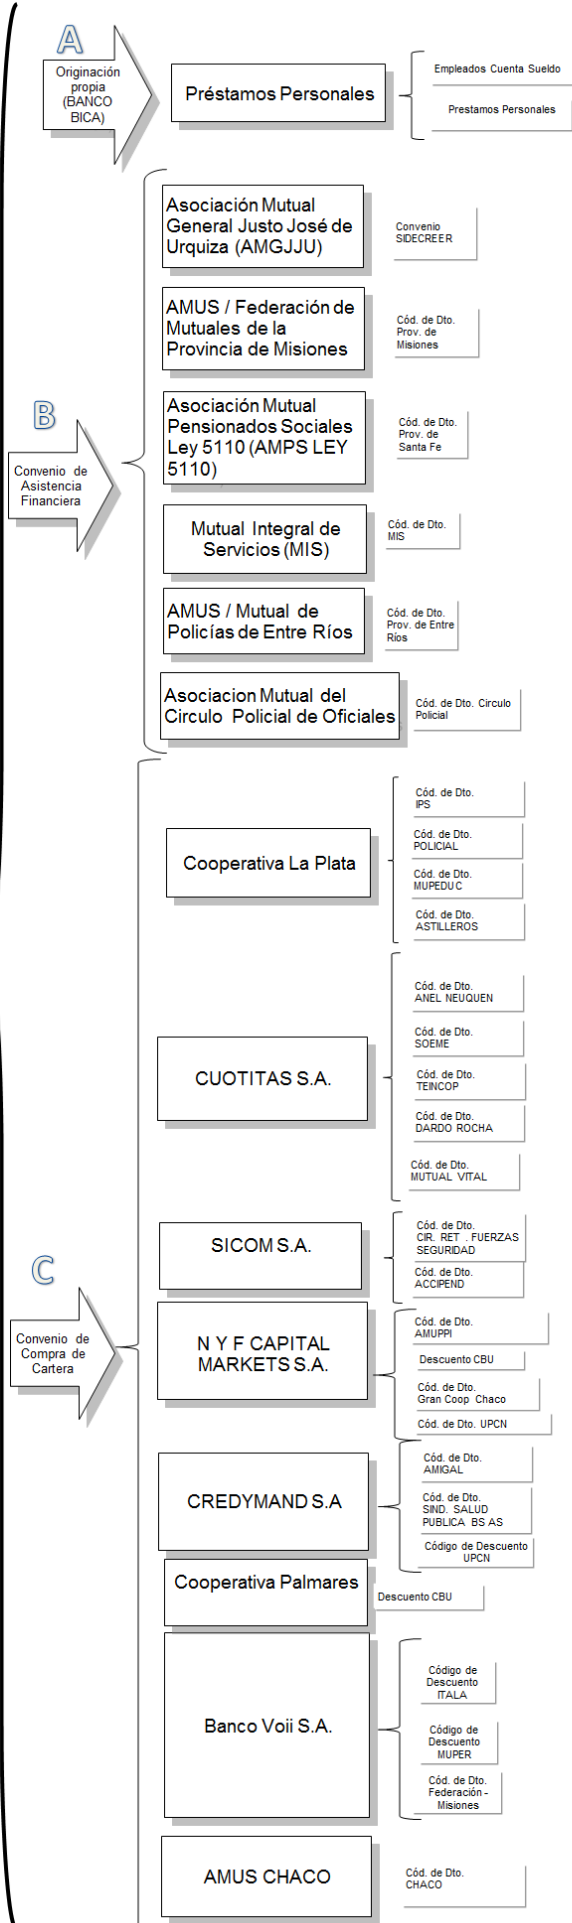 A
Originación
propia
(BANCO
BICA)
Préstamos Personales
Empleados Cuenta Sueldo
Prestamos Personales
B
Convenio de
Asistencia
Financiera
Asociación Mutual
General Justo José de
Urquiza (AMGJJU)
Convenio
SIDECREER
AMUS / Federación de
Mutuales de la
Provincia de Misiones
Cód. de Dto.
Prov. de
Misiones
Asociación Mutual
Pensionados Sociales
Ley 5110 (AMPS LEY
5110)
Cód. de Dto.
Prov. de
Santa Fe
Mutual Integral de
Servicios (MIS)
Cód. de Dto.
MIS
AMUS / Mutual de
Policías de Entre Ríos
Cód. de Dto.
Prov. de Entre
Ríos
Asociacion Mutual del
Circulo Policial de Oficiales
Cód. de Dto. Circulo
Policial
C
Convenio de
Compra de
Cartera
Cooperativa La Plata
Cód. de Dto.
IPS
Cód. de Dto.
POLICIAL
Cód. de Dto.
MUPEDUC
Cód. de Dto.
ASTILLEROS
CUOTITAS S.A.
Cód. de Dto.
ANEL NEUQUEN
Cód. de Dto.
SOEME
Cód. de Dto.
TEINCOP
Cód. de Dto.
DARDO ROCHA
Cód. de Dto.
MUTUAL VITAL
SICOM S.A.
Cód. de Dto.
CIR. RET . FUERZAS
SEGURIDAD
Cód. de Dto.
ACCIPEND
N Y F CAPITAL
MARKETS S.A.
Cód. de Dto.
AMUPPI
Descuento CBU
Cód. de Dto.
Gran Coop Chaco
Cód. de Dto. UPCN
CREDYMAND S.A
Cód. de Dto.
AMIGAL
Cód. de Dto.
SIND. SALUD
PUBLICA BS AS
Código de Descuento
UPCN
Cooperativa Palmares
Descuento CBU
Banco Voii S.A.
Código de
Descuento
ITALA
Código de
Descuento
MUPER
Cód. de Dto.
Federación -
Misiones
AMUS CHACO
Cód. de Dto.
CHACO